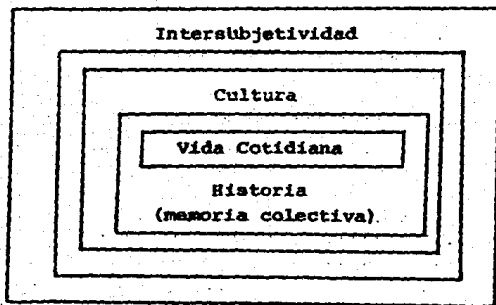 Intersubjetividad
Cultura
Vida Cotidiana
Historia
(memoria colectiva)